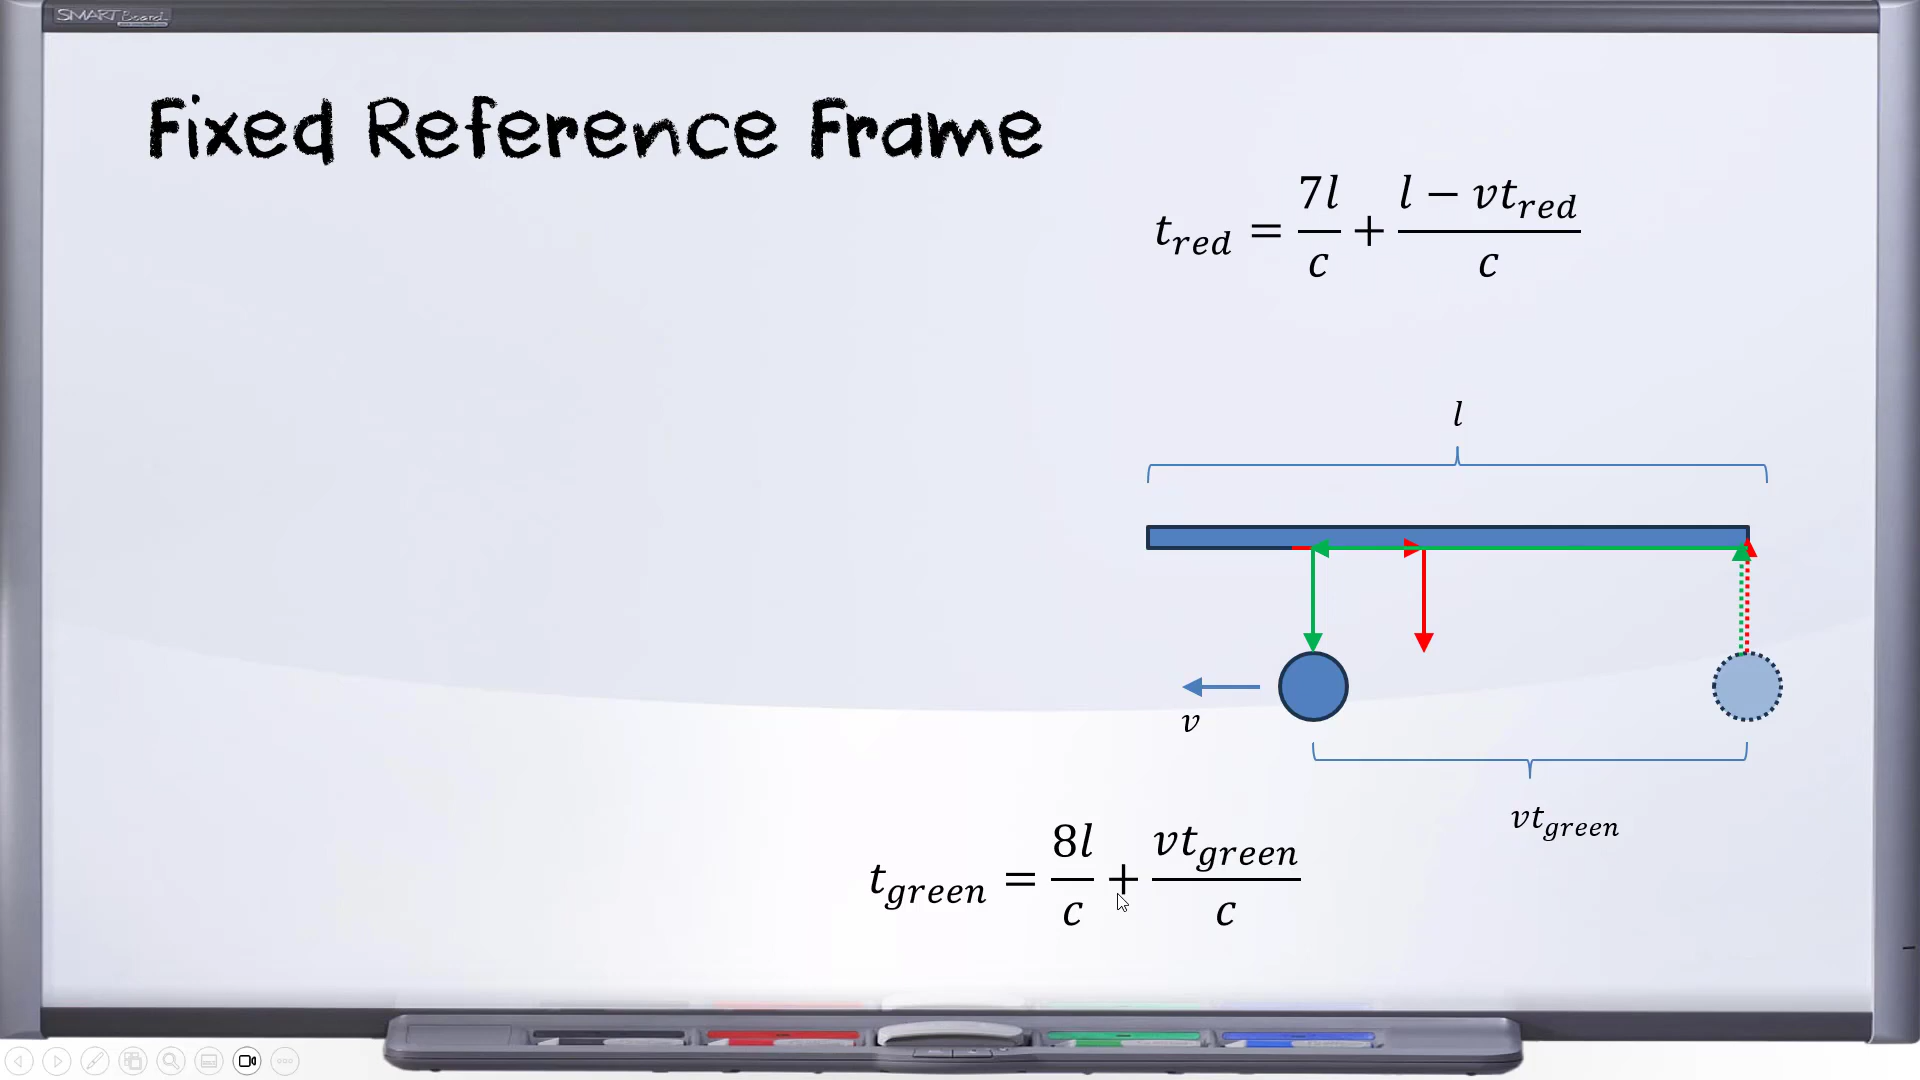 SMART Board
Fixed Reference Frame
t_red = 7l/c + (l − vt_red)/c
l
v
vt_green
t_green = 8l/c + vt_green/c